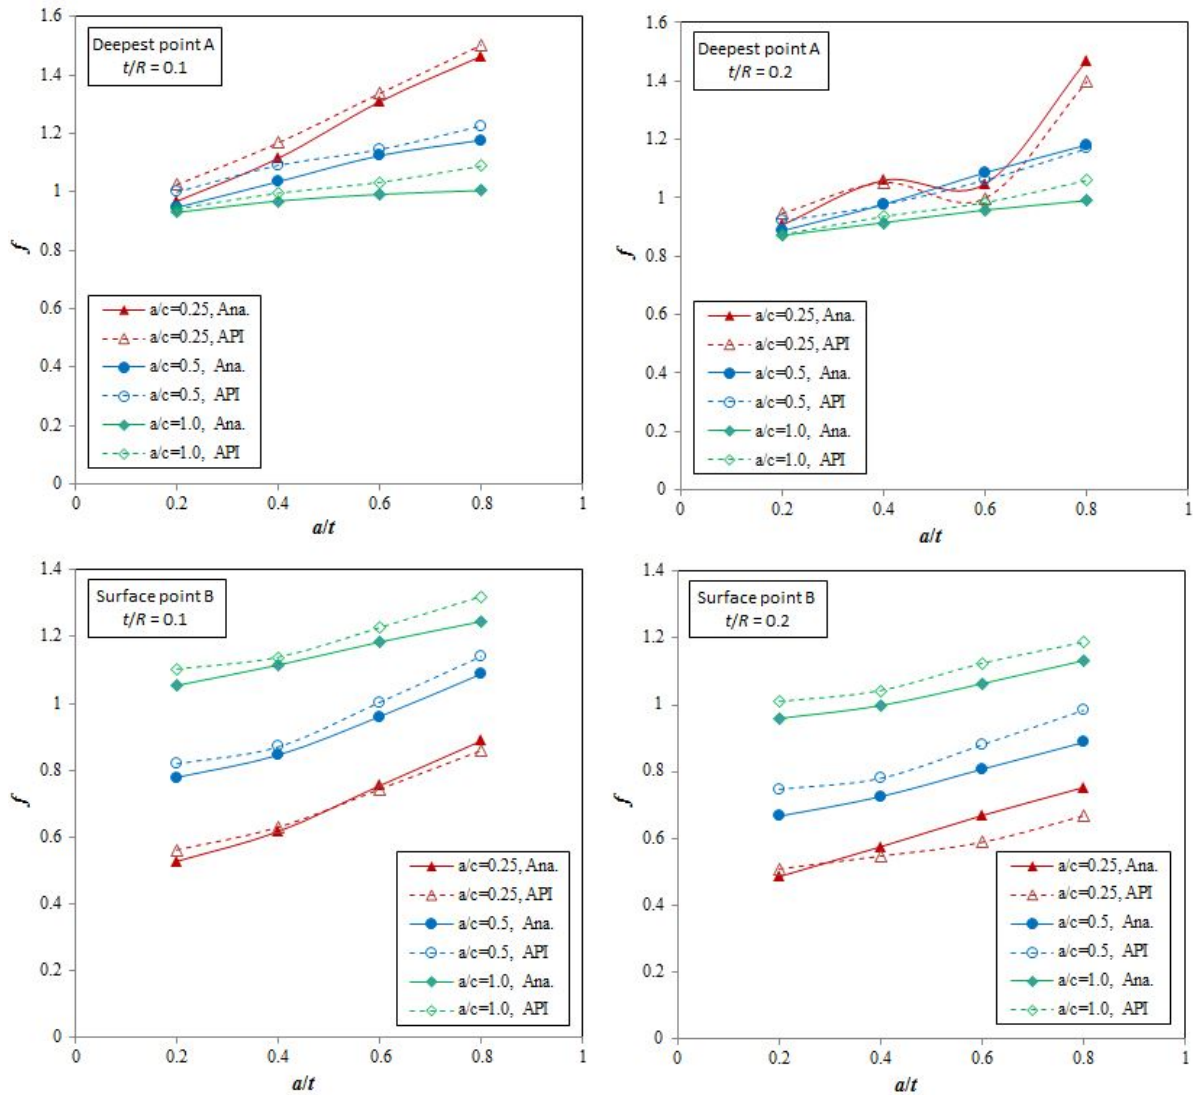 Deepest point A
t/R = 0.1
1.6
1.4
1.2
1
0.8
0.6
0.4
0.2
0
f
a/c=0.25, Ana.
a/c=0.25, API
a/c=0.5, Ana.
a/c=0.5, API
a/c=1.0, Ana.
a/c=1.0, API
0 0.2 0.4 0.6 0.8 1
a/t
Deepest point A
t/R = 0.2
1.6
1.4
1.2
1
0.8
0.6
0.4
0.2
0
f
a/c=0.25, Ana.
a/c=0.25, API
a/c=0.5, Ana.
a/c=0.5, API
a/c=1.0, Ana.
a/c=1.0, API
0 0.2 0.4 0.6 0.8 1
a/t
Surface point B
t/R = 0.1
1.4
1.2
1
0.8
0.6
0.4
0.2
0
f
a/c=0.25, Ana.
a/c=0.25, API
a/c=0.5, Ana.
a/c=0.5, API
a/c=1.0, Ana.
a/c=1.0, API
0 0.2 0.4 0.6 0.8 1
a/t
Surface point B
t/R = 0.2
1.4
1.2
1
0.8
0.6
0.4
0.2
0
f
a/c=0.25, Ana.
a/c=0.25, API
a/c=0.5, Ana.
a/c=0.5, API
a/c=1.0, Ana.
a/c=1.0, API
0 0.2 0.4 0.6 0.8 1
a/t